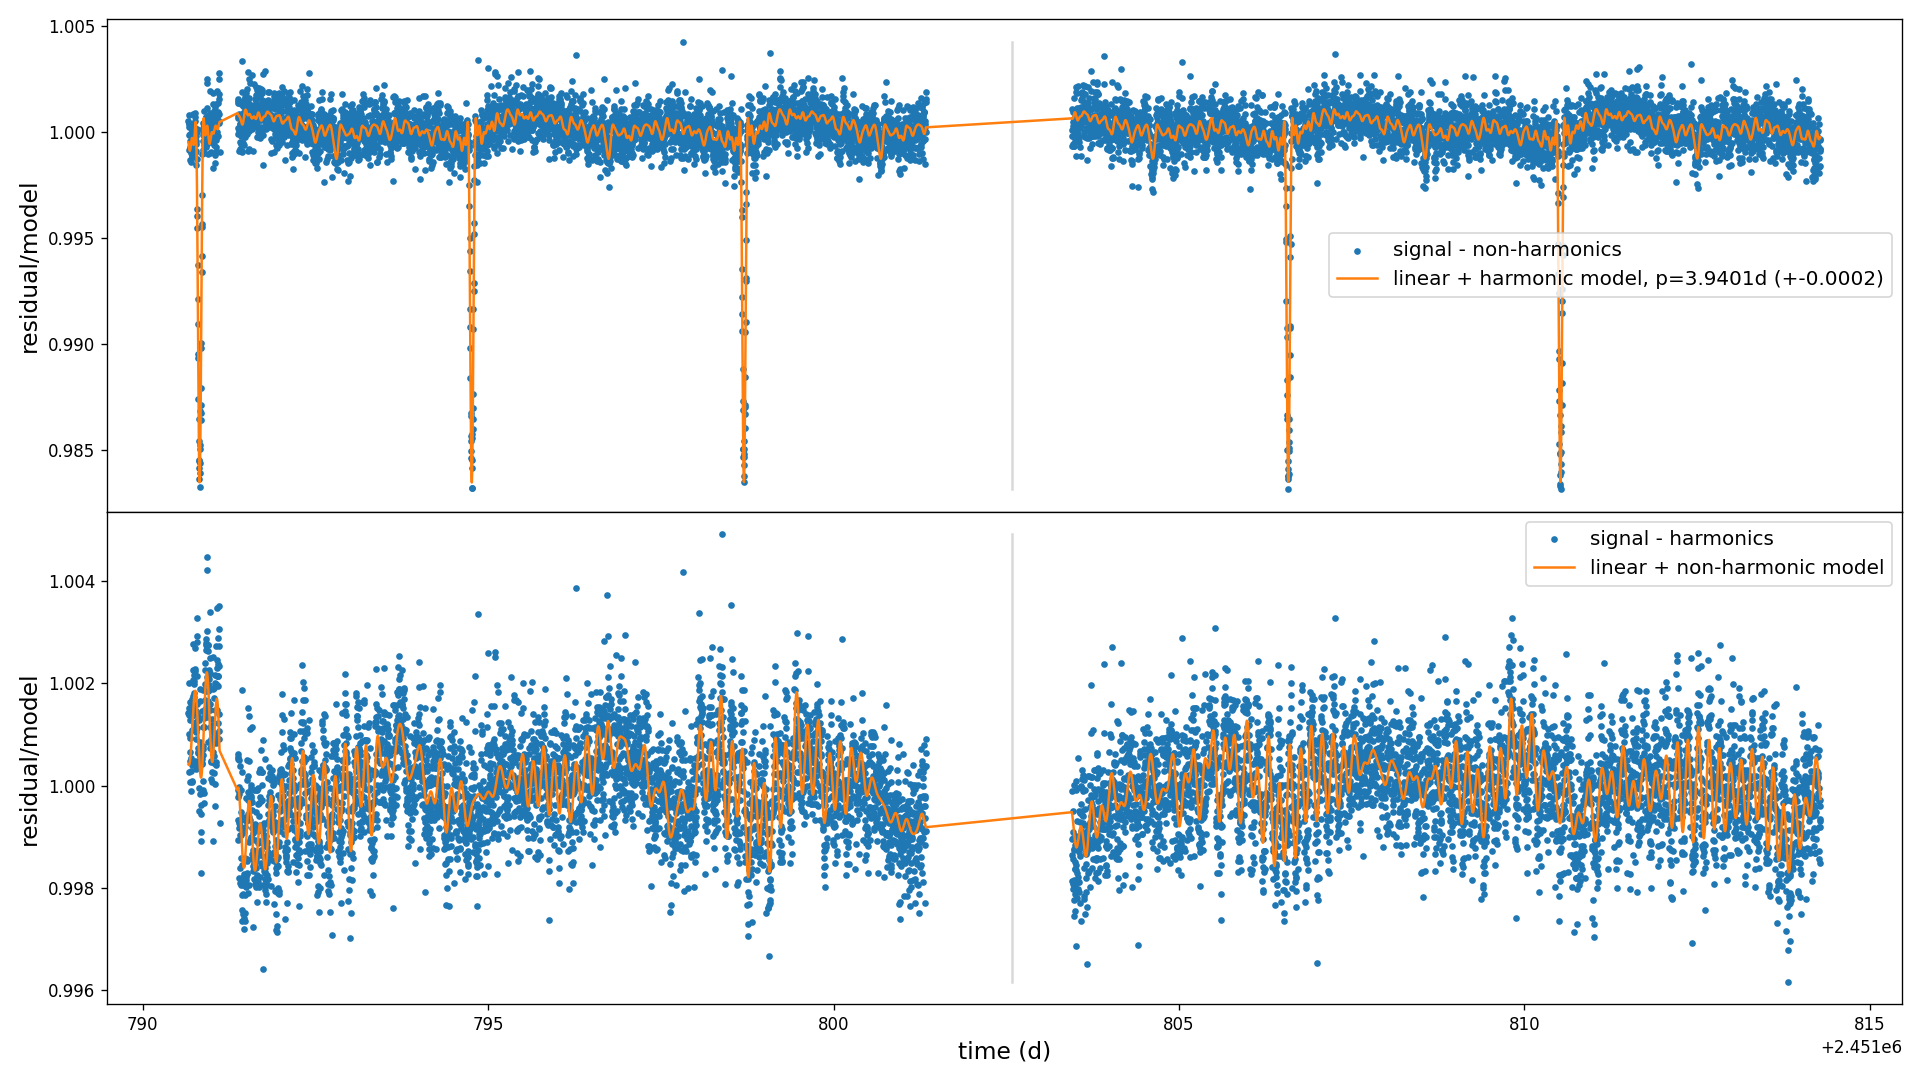 1.005
1.000
0.995
0.990
0.985
residual/model
signal - non-harmonics
linear + harmonic model, p=3.9401d (+-0.0002)
1.004
1.002
1.000
0.998
0.996
residual/model
signal - harmonics
linear + non-harmonic model
790
795
800
805
810
815
time (d)
+2.451e6